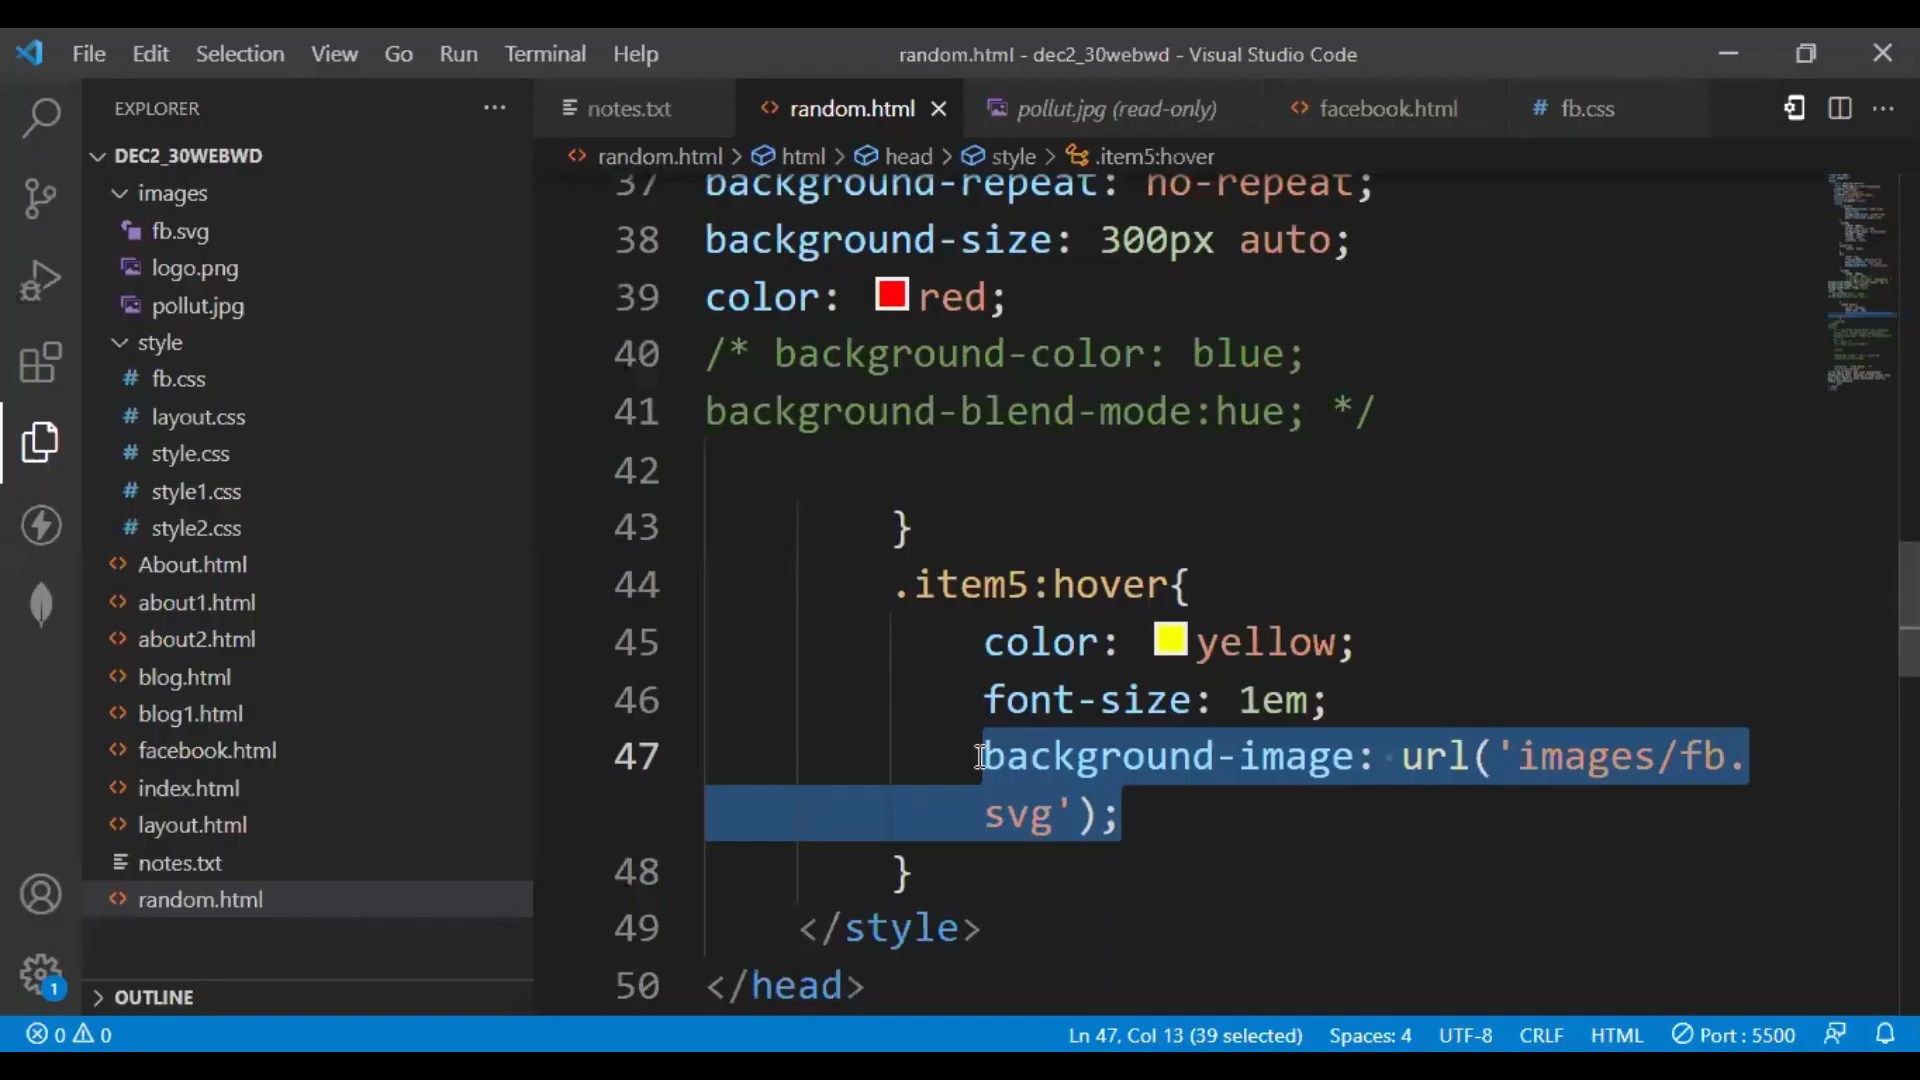 File Edit Selection View Go Run Terminal Help
random.html - dec2_30webwd - Visual Studio Code
EXPLORER
DEC2_30WEBWD
images
fb.svg
logo.png
pollut.jpg
style
fb.css
layout.css
style.css
style1.css
style2.css
About.html
about1.html
about2.html
blog.html
blog1.html
facebook.html
index.html
layout.html
notes.txt
random.html
OUTLINE
notes.txt random.html pollut.jpg (read-only) facebook.html fb.css
random.html > html > head > style > .item5:hover
37 background-repeat: no-repeat;
38 background-size: 300px auto;
39 color: red;
40 /* background-color: blue;
41 background-blend-mode:hue; */
42
43 }
44 .item5:hover{
45 color: yellow;
46 font-size: 1em;
47 background-image: url('images/fb.
svg');
48 }
49 </style>
50 </head>
1
0 0 Ln 47, Col 13 (39 selected) Spaces: 4 UTF-8 CRLF HTML Port : 5500